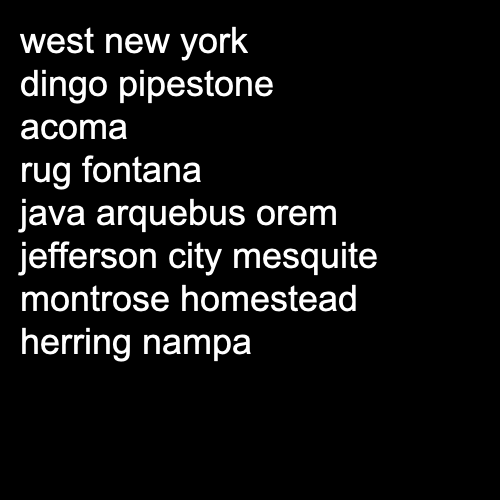 west new york
dingo pipestone
acoma
rug fontana
java arquebus orem
jefferson city mesquite
montrose homestead
herring nampa